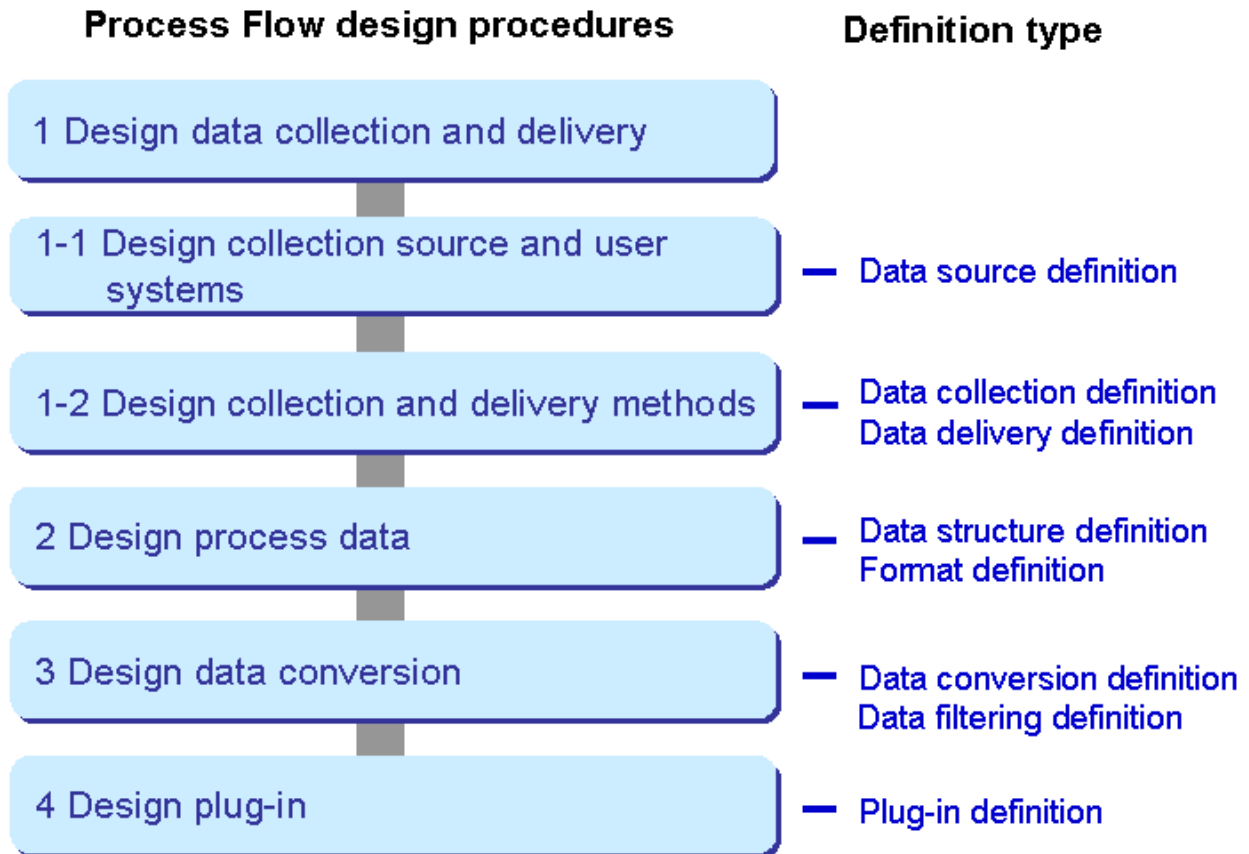 Process Flow design procedures
Definition type
1 Design data collection and delivery
1-1 Design collection source and user
systems
Data source definition
1-2 Design collection and delivery methods
Data collection definition
Data delivery definition
2 Design process data
Data structure definition
Format definition
3 Design data conversion
Data conversion definition
Data filtering definition
4 Design plug-in
Plug-in definition